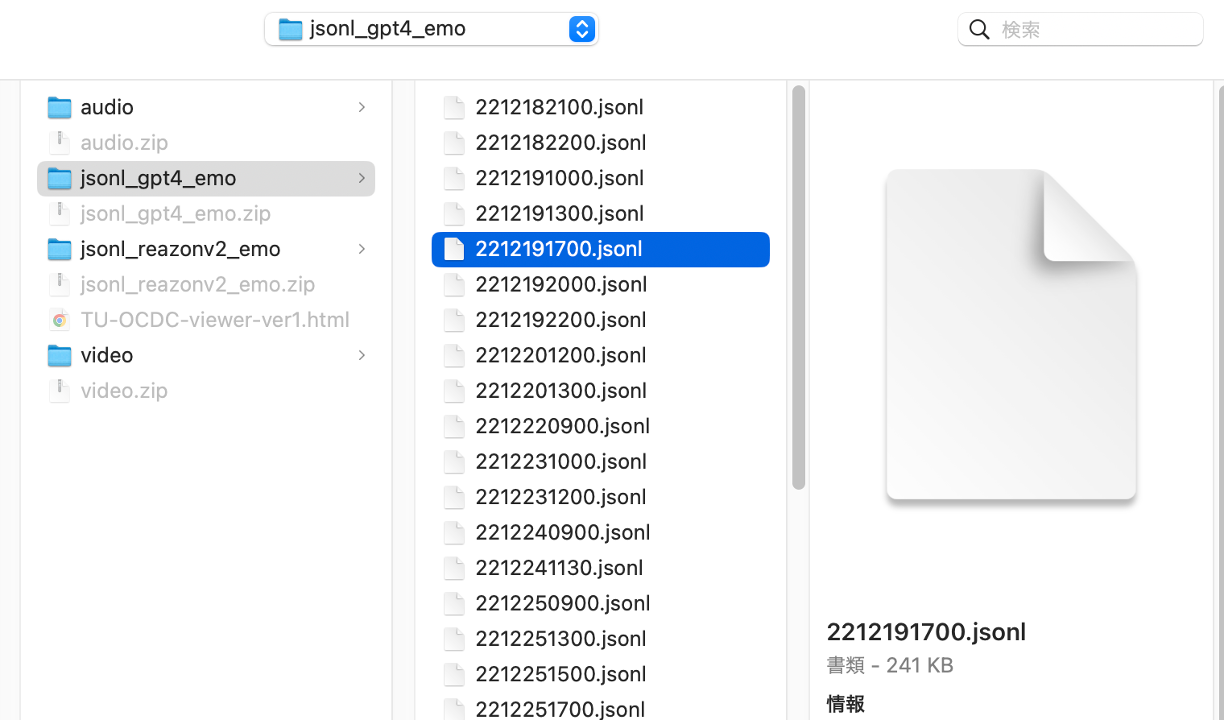 jsonl_gpt4_emo
検索
audio
audio.zip
jsonl_gpt4_emo
jsonl_gpt4_emo.zip
jsonl_reazonv2_emo
jsonl_reazonv2_emo.zip
TU-OCDC-viewer-ver1.html
video
video.zip
2212182100.jsonl
2212182200.jsonl
2212191000.jsonl
2212191300.jsonl
2212191700.jsonl
2212192000.jsonl
2212192200.jsonl
2212201200.jsonl
2212201300.jsonl
2212220900.jsonl
2212231000.jsonl
2212231200.jsonl
2212240900.jsonl
2212241130.jsonl
2212250900.jsonl
2212251300.jsonl
2212251500.jsonl
2212251700.jsonl
2212191700.jsonl
書類 - 241 KB
情報